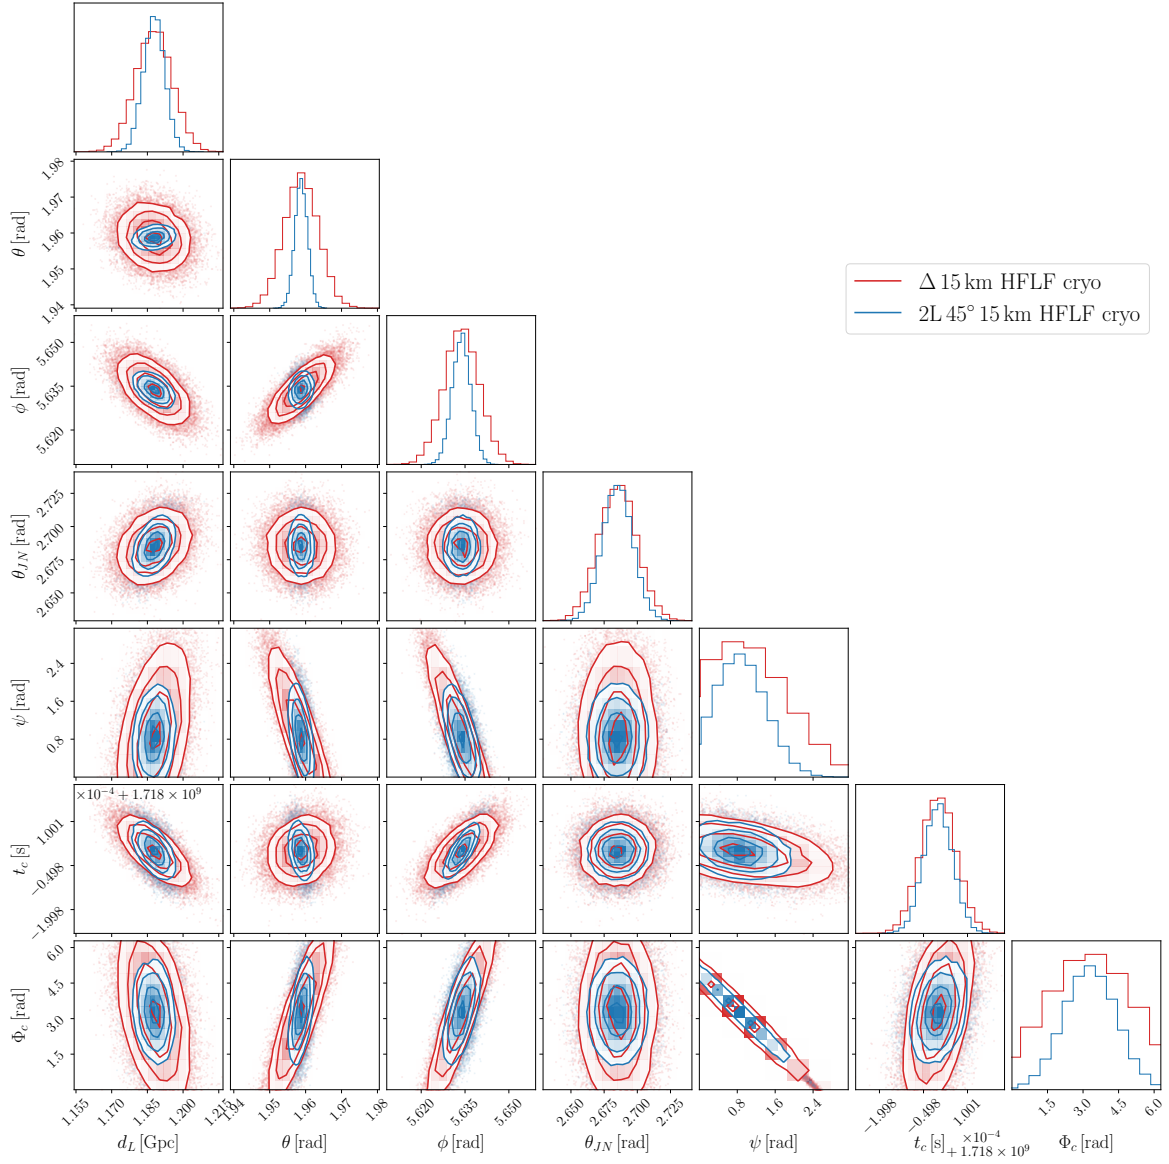 1.98
1.97
1.96
1.95
1.94
θ [rad]
Δ 15 km HFLF cryo
2L 45° 15 km HFLF cryo
5.650
5.635
5.620
ϕ [rad]
2.725
2.700
2.675
2.650
θ_JN [rad]
2.4
1.6
0.8
ψ [rad]
×10⁻⁴ + 1.718 × 10⁹
1.001
−0.498
−1.998
t_c [s]
6.0
4.5
3.0
1.5
Φ_c [rad]
1.155 1.170 1.185 1.200 1.215
1.94 1.95 1.96 1.97 1.98
5.620 5.635 5.650
2.650 2.675 2.700 2.725
0.8 1.6 2.4
−1.998 −0.498 1.001
1.5 3.0 4.5 6.0
d_L [Gpc] θ [rad] ϕ [rad] θ_JN [rad] ψ [rad] t_c [s] ×10⁻⁴ + 1.718 × 10⁹ Φ_c [rad]